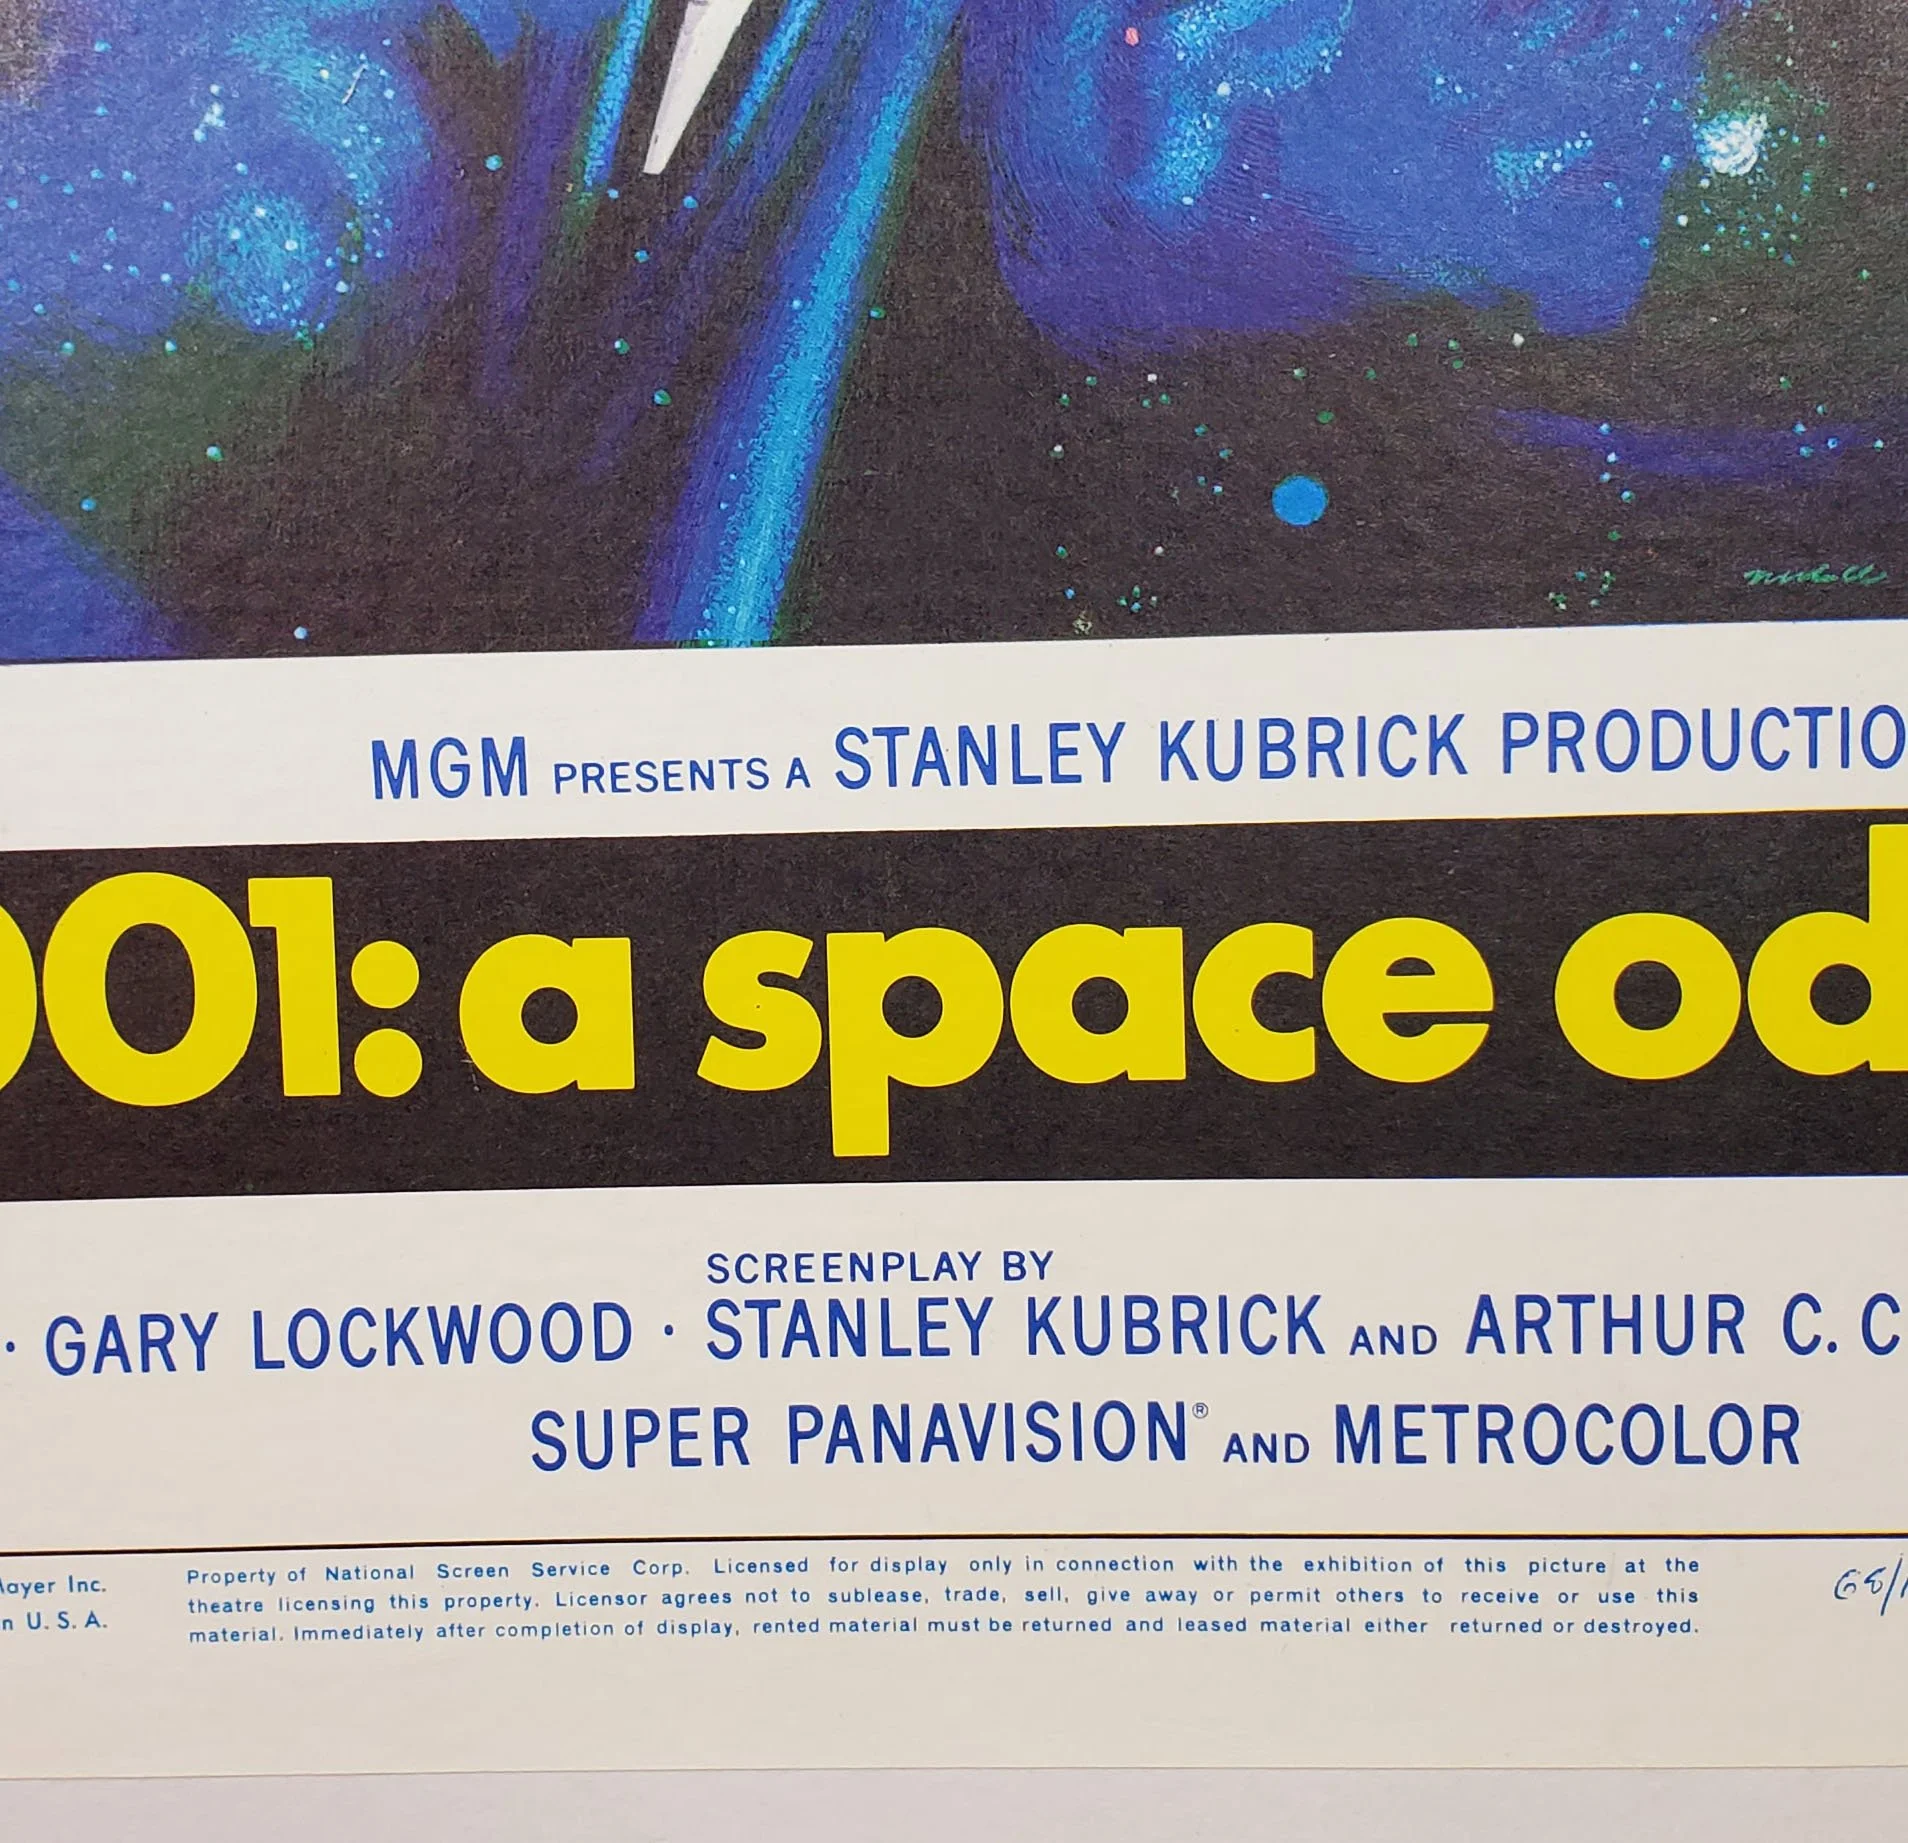 MGM PRESENTS A STANLEY KUBRICK PRODUCTIO
001: a space od
SCREENPLAY BY
· GARY LOCKWOOD · STANLEY KUBRICK AND ARTHUR C. C
SUPER PANAVISION® AND METROCOLOR
layer Inc.
n U. S. A.
Property of National Screen Service Corp. Licensed for display only in connection with the exhibition of this picture at the
theatre licensing this property. Licensor agrees not to sublease, trade, sell, give away or permit others to receive or use this
material. Immediately after completion of display, rented material must be returned and leased material either returned or destroyed.
68/1